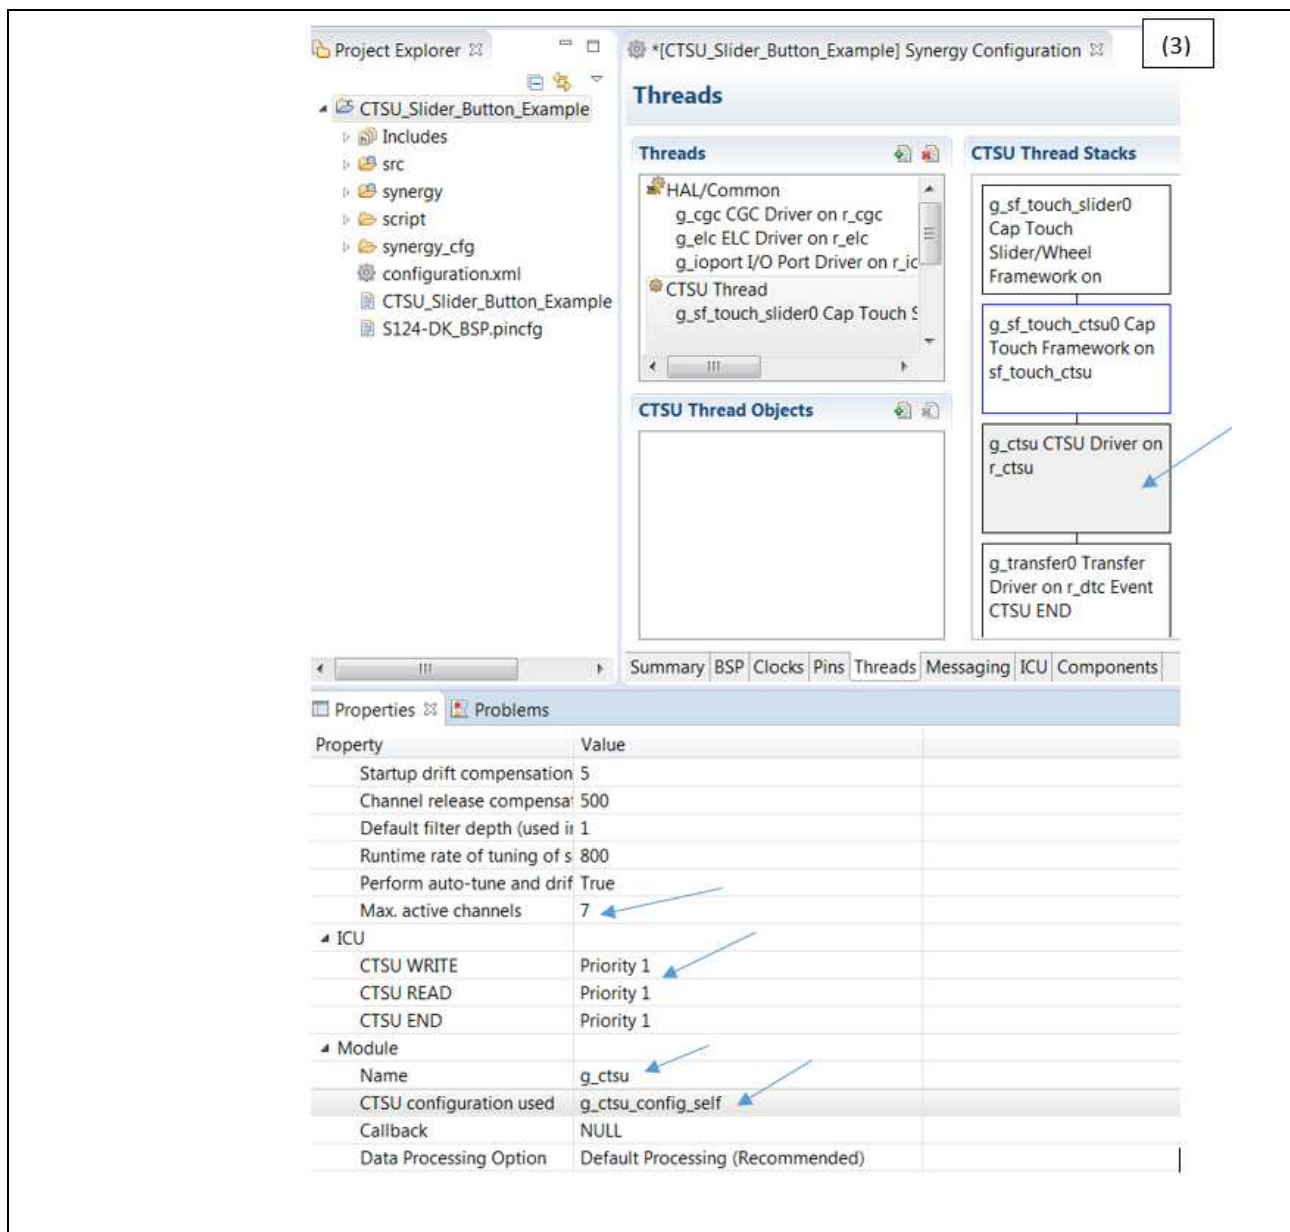 Project Explorer
*[CTSU_Slider_Button_Example] Synergy Configuration
(3)
CTSU_Slider_Button_Example
Includes
src
synergy
script
synergy_cfg
configuration.xml
CTSU_Slider_Button_Example
S124-DK_BSP.pincfg
Threads
Threads
HAL/Common
g_cgc CGC Driver on r_cgc
g_elc ELC Driver on r_elc
g_ioport I/O Port Driver on r_ic
CTSU Thread
g_sf_touch_slider0 Cap Touch S
CTSU Thread Objects
CTSU Thread Stacks
g_sf_touch_slider0
Cap Touch
Slider/Wheel
Framework on
g_sf_touch_ctsu0 Cap
Touch Framework on
sf_touch_ctsu
g_ctsu CTSU Driver on
r_ctsu
g_transfer0 Transfer
Driver on r_dtc Event
CTSU END
Summary BSP Clocks Pins Threads Messaging ICU Components
Properties Problems
Property Value
Startup drift compensation 5
Channel release compensat 500
Default filter depth (used in 1
Runtime rate of tuning of s 800
Perform auto-tune and drif True
Max. active channels 7
ICU
CTSU WRITE Priority 1
CTSU READ Priority 1
CTSU END Priority 1
Module
Name g_ctsu
CTSU configuration used g_ctsu_config_self
Callback NULL
Data Processing Option Default Processing (Recommended)